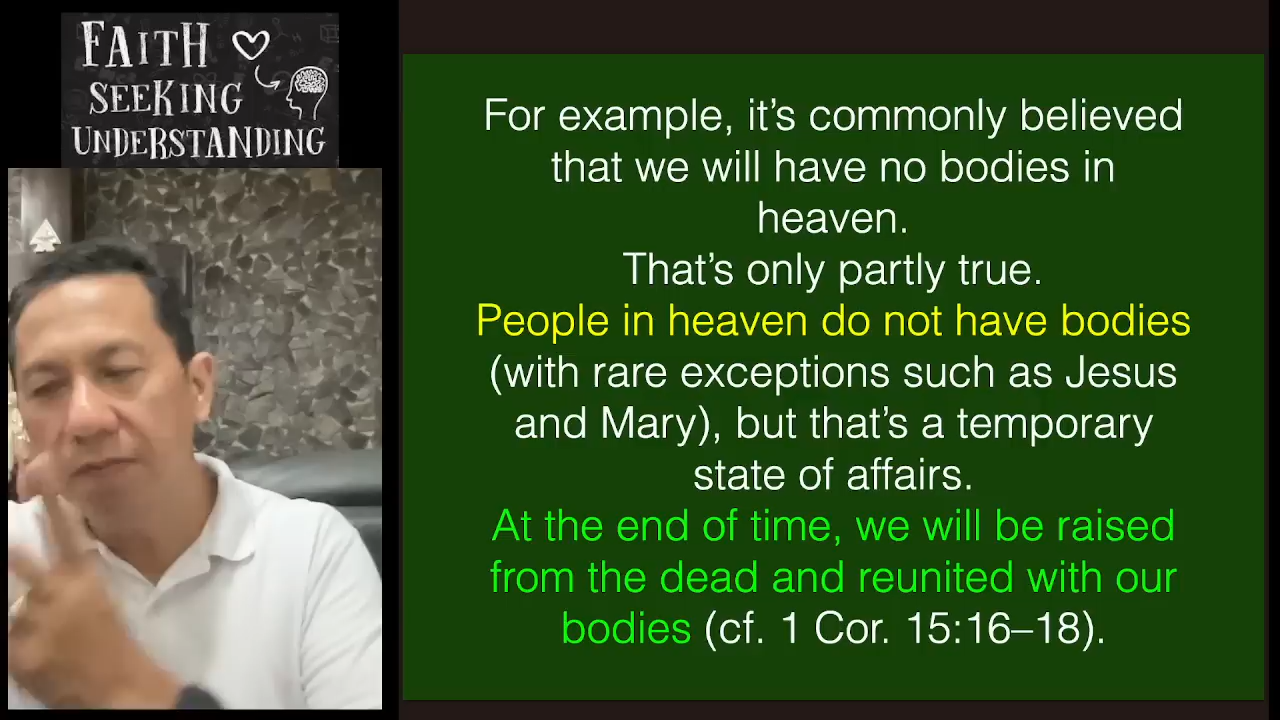 FAITH
SEEKING
UNDERSTANDING
For example, it’s commonly believed
that we will have no bodies in
heaven.
That’s only partly true.
People in heaven do not have bodies
(with rare exceptions such as Jesus
and Mary), but that’s a temporary
state of affairs.
At the end of time, we will be raised
from the dead and reunited with our
bodies (cf. 1 Cor. 15:16–18).